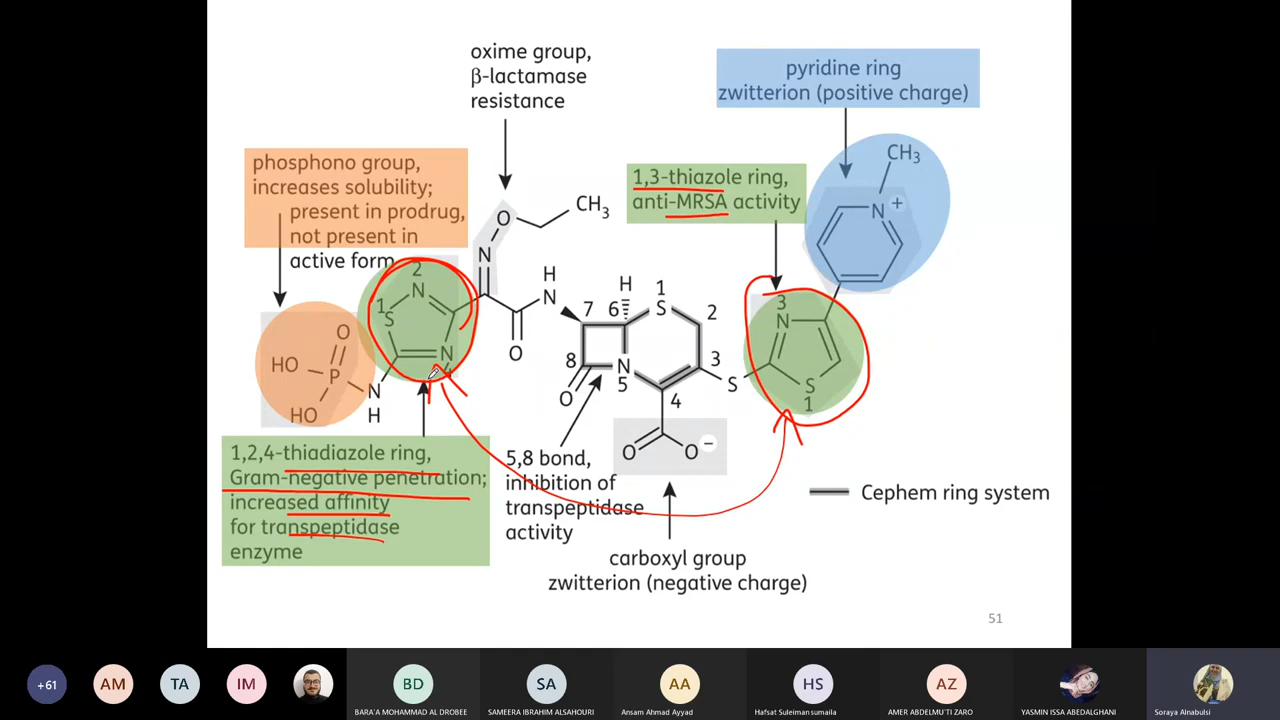 oxime group,
β-lactamase
resistance
pyridine ring
zwitterion (positive charge)
phosphono group,
increases solubility;
present in prodrug,
not present in
active form
1,3-thiazole ring,
anti-MRSA activity
CH₃
N
+
O
CH₃
N
2
N
1
S
N
4
H
N
H
1
S
7
6
2
3
N
O
HO
P
HO
N
H
O
8
O
N
5
3
4
S
S
1
O
O
−
1,2,4-thiadiazole ring,
Gram-negative penetration;
increased affinity
for transpeptidase
enzyme
5,8 bond,
inhibition of
transpeptidase
activity
Cephem ring system
carboxyl group
zwitterion (negative charge)
51
+61
AM
TA
IM
BD
SA
AA
HS
AZ
BARA'A MOHAMMAD AL DROBEE
SAMEERA IBRAHIM ALSAHOURI
Ansam Ahmad Ayyad
Hafsat Suleimansumaila
AMER ABDELMU'TI ZARO
YASMIN ISSA ABEDALGHANI
Soraya Alnabulsi